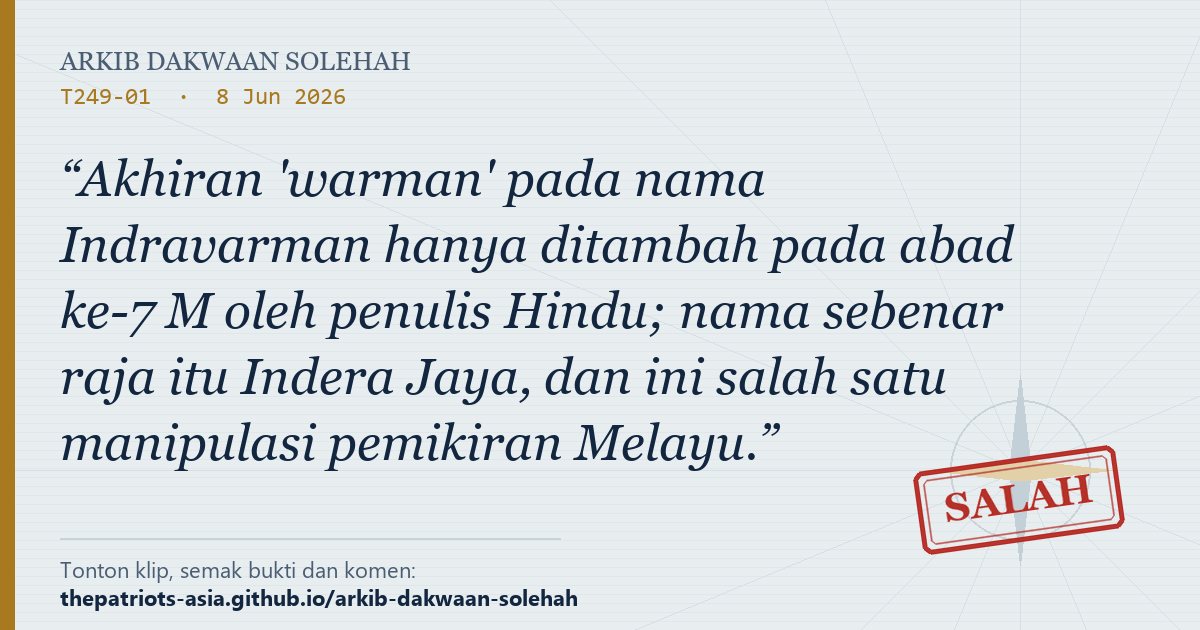 ARKIB DAKWAAN SOLEHAH
T249-01 · 8 Jun 2026
“Akhiran 'warman' pada nama
Indravarman hanya ditambah pada abad
ke-7 M oleh penulis Hindu; nama sebenar
raja itu Indera Jaya, dan ini salah satu
manipulasi pemikiran Melayu.”
SALAH
Tonton klip, semak bukti dan komen:
thepatriots-asia.github.io/arkib-dakwaan-solehah